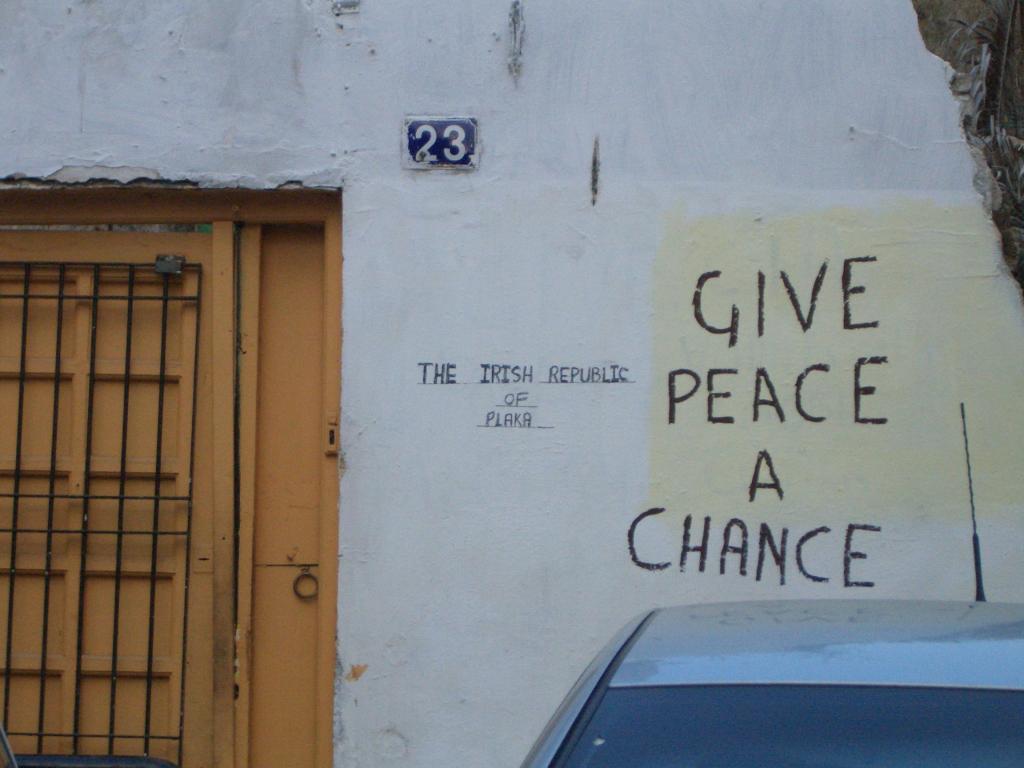 23
GIVE
PEACE
A
CHANCE
THE IRISH REPUBLIC
OF
PLAKA